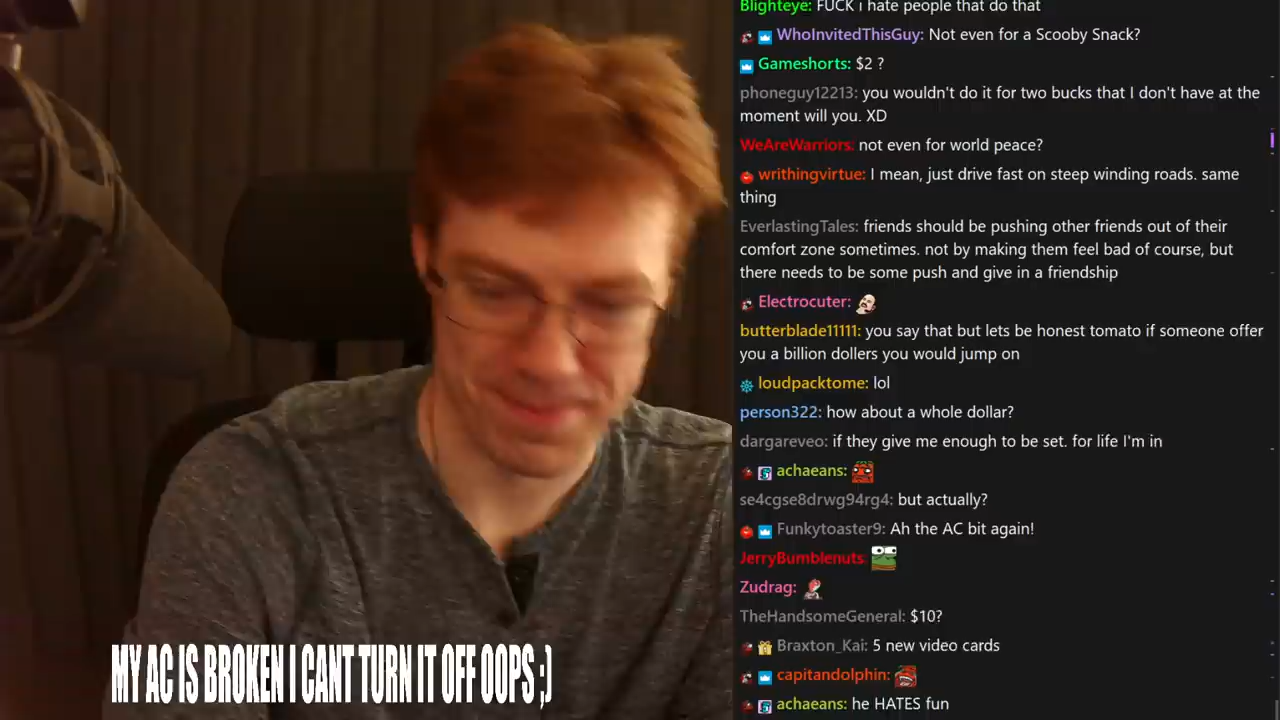 Blighteye: FUCK i hate people that do that
WhoInvitedThisGuy: Not even for a Scooby Snack?
Gameshorts: $2 ?
phoneguy12213: you wouldn't do it for two bucks that I don't have at the
moment will you. XD
WeAreWarriors: not even for world peace?
writhingvirtue: I mean, just drive fast on steep winding roads. same
thing
EverlastingTales: friends should be pushing other friends out of their
comfort zone sometimes. not by making them feel bad of course, but
there needs to be some push and give in a friendship
Electrocuter:
butterblade11111: you say that but lets be honest tomato if someone offer
you a billion dollers you would jump on
loudpacktome: lol
person322: how about a whole dollar?
dargareveo: if they give me enough to be set. for life I'm in
achaeans:
se4cgse8drwg94rg4: but actually?
Funkytoaster9: Ah the AC bit again!
JerryBumblenuts:
Zudrag:
TheHandsomeGeneral: $10?
Braxton_Kai: 5 new video cards
capitandolphin:
achaeans: he HATES fun
MY AC IS BROKEN I CANT TURN IT OFF OOPS ;)